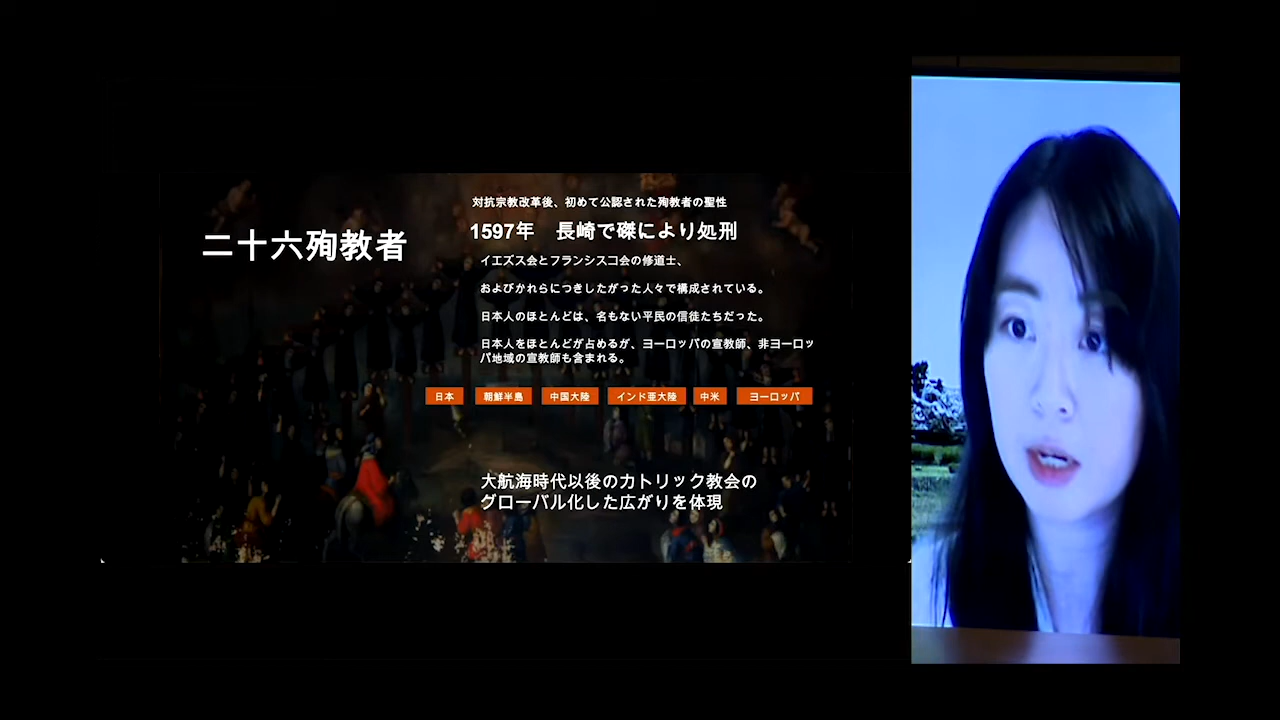 二十六殉教者
対抗宗教改革後、初めて公認された殉教者の聖性
1597年　長崎で磔により処刑
イエズス会とフランシスコ会の修道士、
およびかれらにつきしたがった人々で構成されている。
日本人のほとんどは、名もない平民の信徒たちだった。
日本人をほとんどが占めるが、ヨーロッパの宣教師、非ヨーロッ
パ地域の宣教師も含まれる。
日本 朝鮮半島 中国大陸 インド亜大陸 中米 ヨーロッパ
大航海時代以後のカトリック教会の
グローバル化した広がりを体現